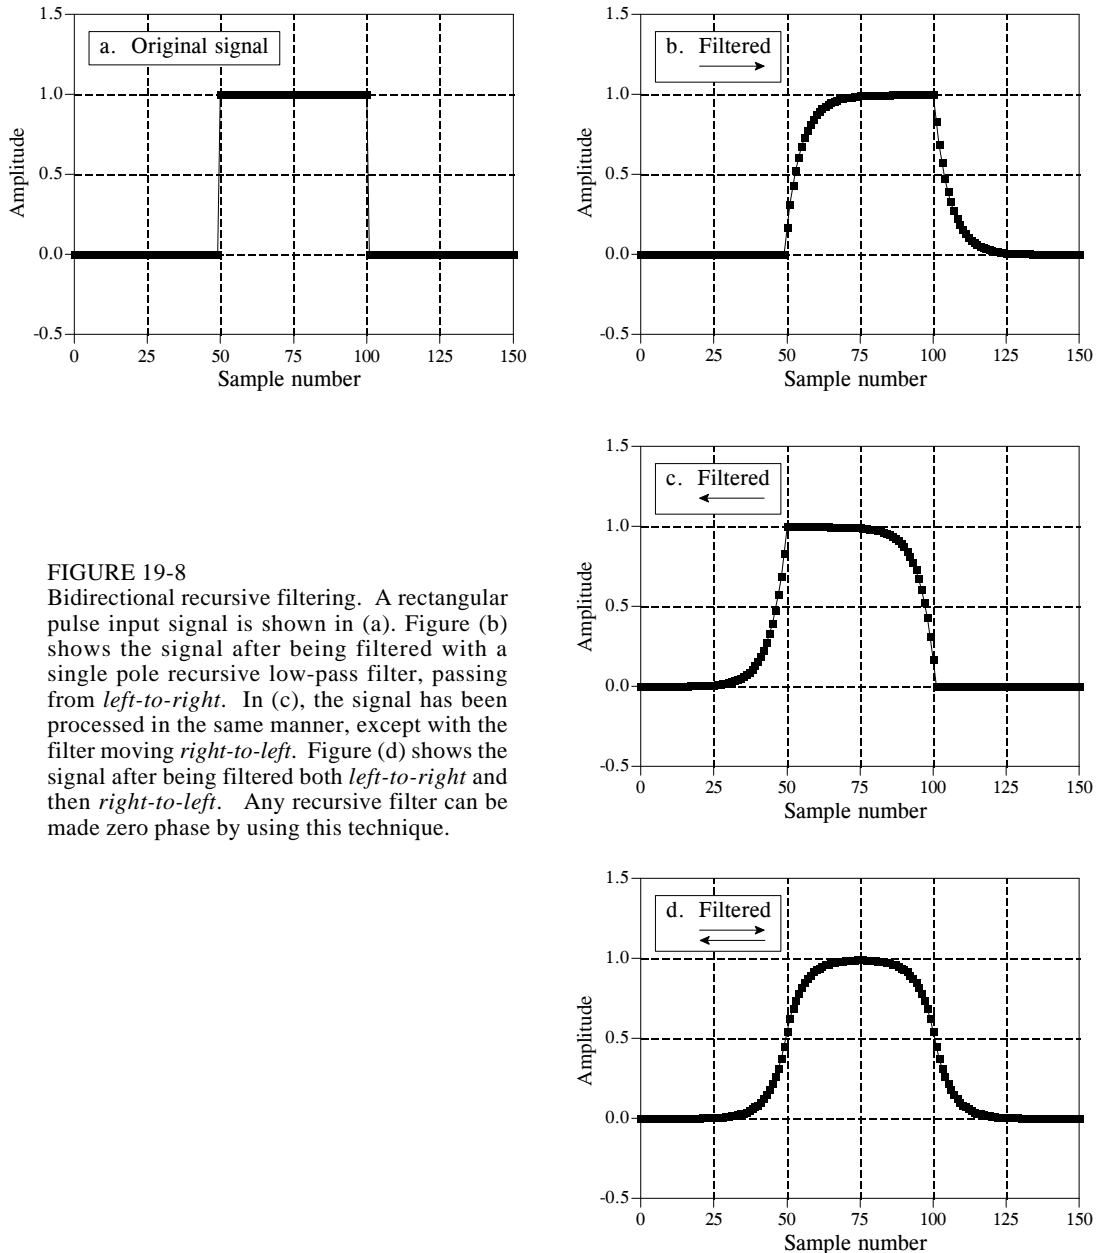 a. Original signal
1.5
1.0
0.5
0.0
-0.5
Amplitude
0 25 50 75 100 125 150
Sample number
b. Filtered
1.5
1.0
0.5
0.0
-0.5
Amplitude
0 25 50 75 100 125 150
Sample number
c. Filtered
1.5
1.0
0.5
0.0
-0.5
Amplitude
0 25 50 75 100 125 150
Sample number
FIGURE 19-8
Bidirectional recursive filtering. A rectangular
pulse input signal is shown in (a). Figure (b)
shows the signal after being filtered with a
single pole recursive low-pass filter, passing
from left-to-right. In (c), the signal has been
processed in the same manner, except with the
filter moving right-to-left. Figure (d) shows the
signal after being filtered both left-to-right and
then right-to-left. Any recursive filter can be
made zero phase by using this technique.
d. Filtered
1.5
1.0
0.5
0.0
-0.5
Amplitude
0 25 50 75 100 125 150
Sample number